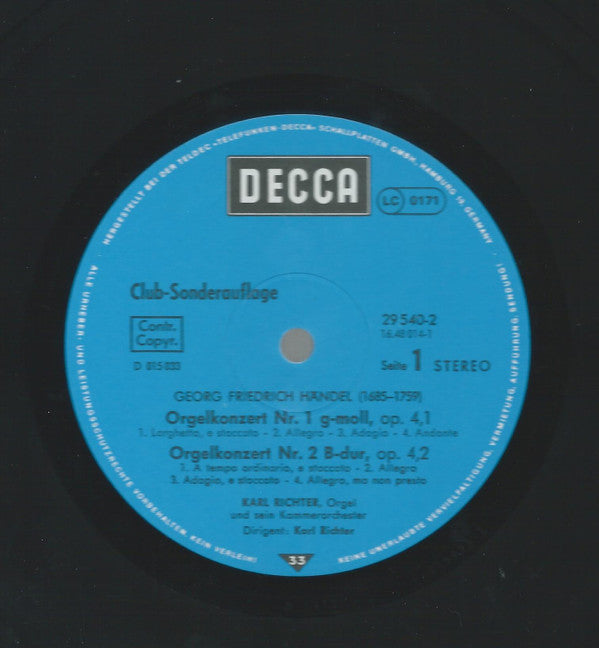 HERGESTELLT BEI DER TELDEC »TELEFUNKEN-DECCA« SCHALLPLATTEN GMBH, HAMBURG 19, GERMANY
DECCA
LC 0171
Club-Sonderauflage
Contr.
Copyr.
29 540-2
16.48 014-1
D 815 033
Seite 1 STEREO
GEORG FRIEDRICH HÄNDEL (1685–1759)
Orgelkonzert Nr. 1 g-moll, op. 4,1
1. Larghetto, e staccato - 2. Allegro - 3. Adagio - 4. Andante
Orgelkonzert Nr. 2 B-dur, op. 4,2
1. A tempo ordinario, e staccato - 2. Allegro
3. Adagio, e staccato - 4. Allegro, ma non presto
KARL RICHTER, Orgel
und sein Kammerorchester
Dirigent: Karl Richter
33
ALLE URHEBER- UND LEISTUNGSSCHUTZRECHTE VORBEHALTEN. KEIN VERLEIH!
KEINE UNERLAUBTE VERVIELFÄLTIGUNG, VERMIETUNG, AUFFÜHRUNG, SENDUNG!